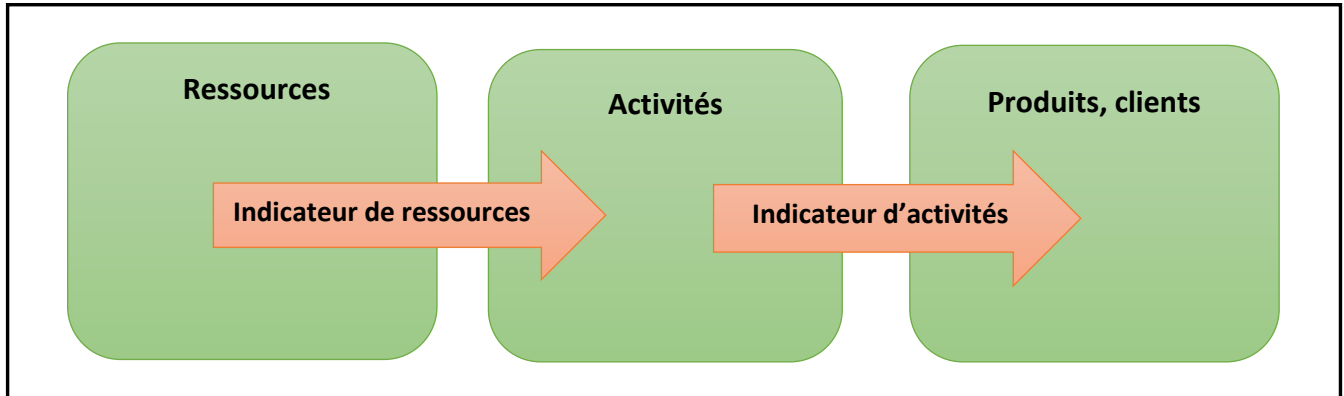 Ressources
Activités
Produits, clients
Indicateur de ressources
Indicateur d’activités